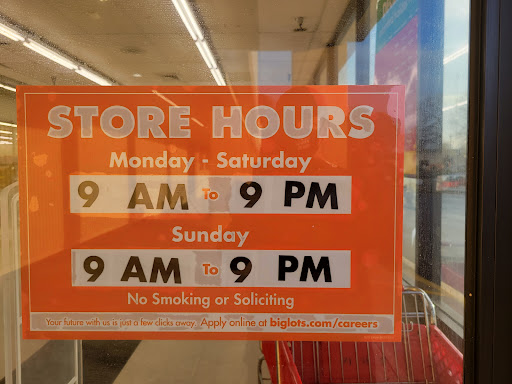 STORE HOURS
Monday - Saturday
9 AM To 9 PM
Sunday
9 AM To 9 PM
No Smoking or Soliciting
Your future with us is just a few clicks away. Apply online at biglots.com/careers